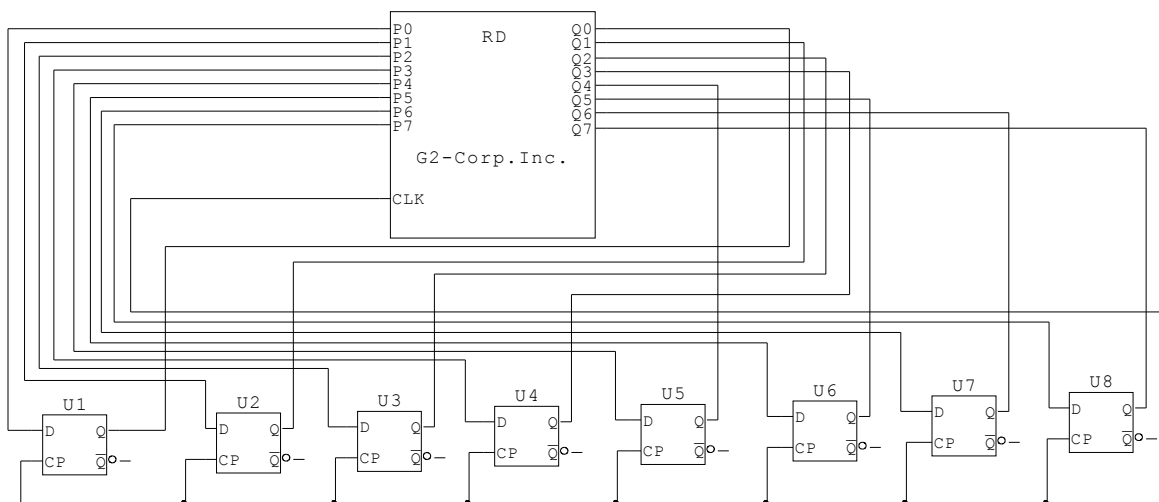 RD
P0 Q0
P1 Q1
P2 Q2
P3 Q3
P4 Q4
P5 Q5
P6 Q6
P7 Q7
G2-Corp.Inc.
CLK
U1
D Q
CP Q̅
U2
D Q
CP Q̅
U3
D Q
CP Q̅
U4
D Q
CP Q̅
U5
D Q
CP Q̅
U6
D Q
CP Q̅
U7
D Q
CP Q̅
U8
D Q
CP Q̅